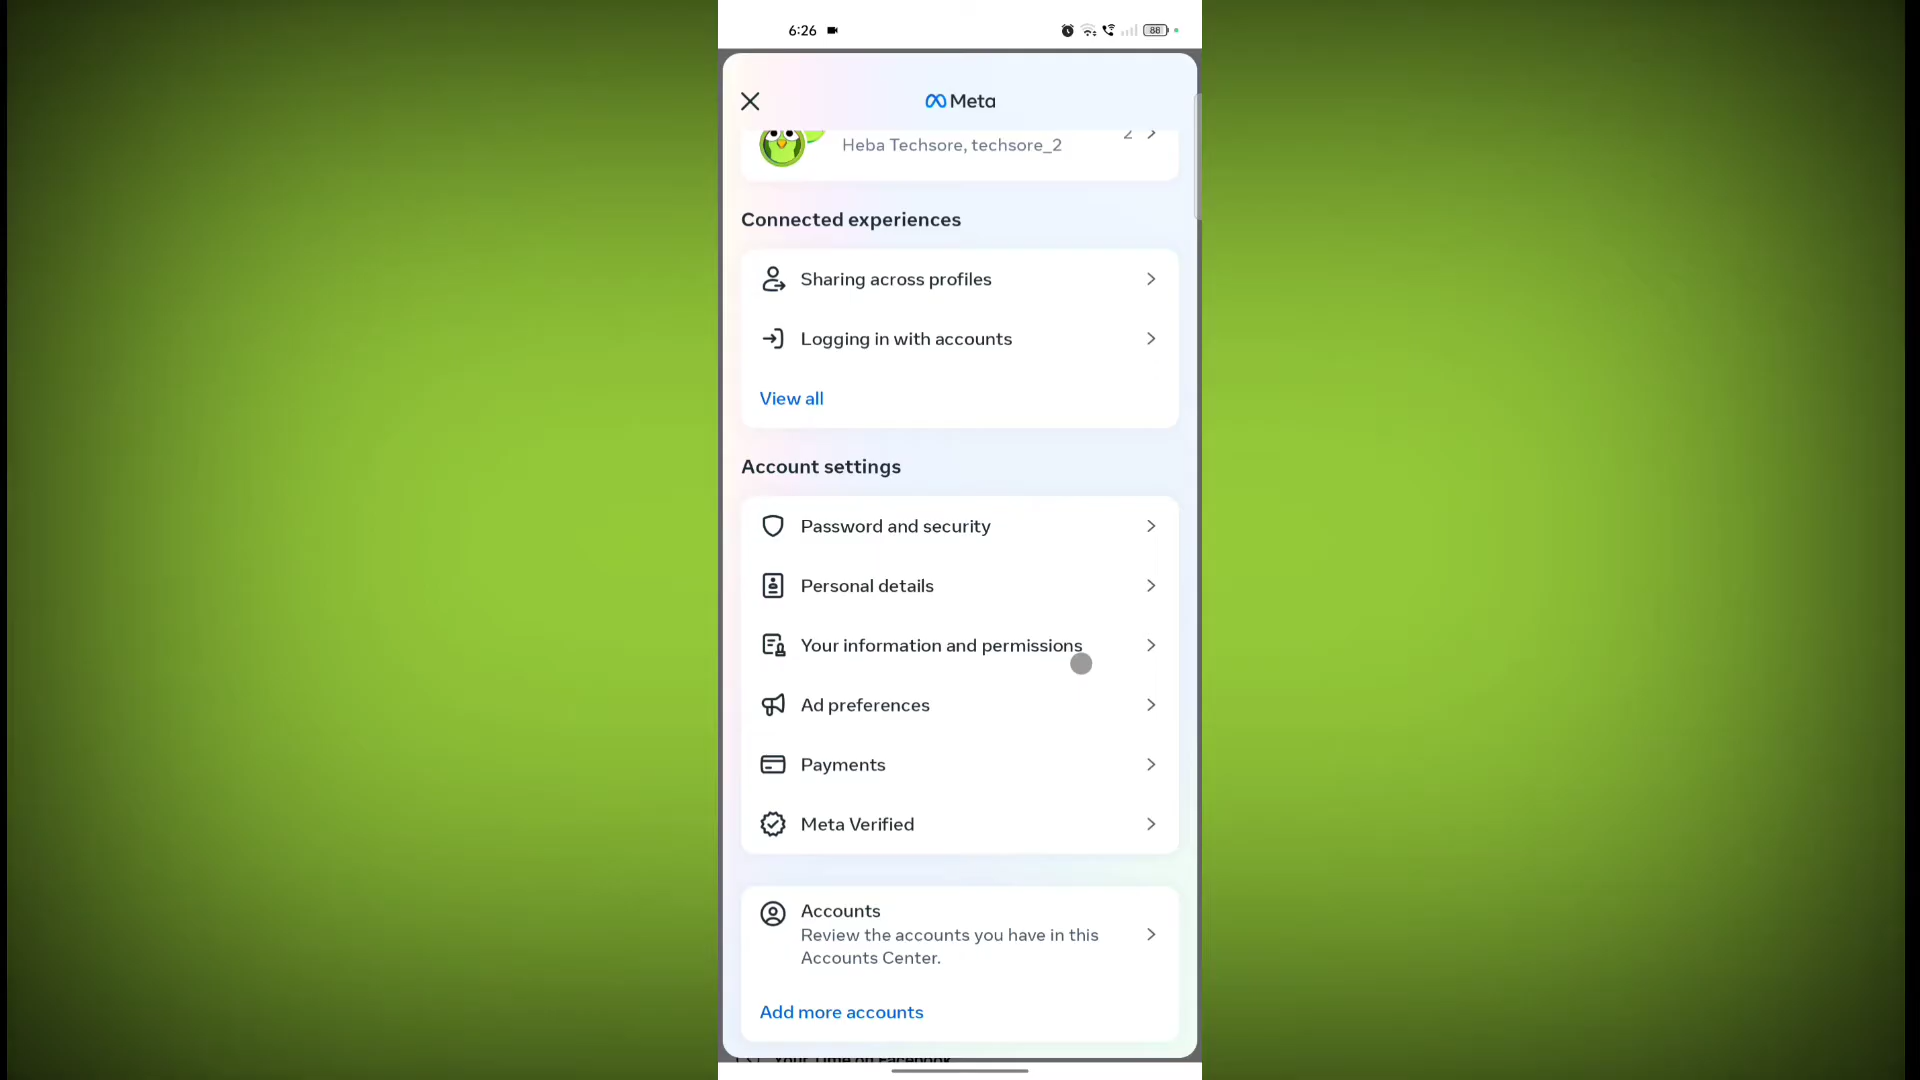 6:26
88
Meta
2
Heba Techsore, techsore_2
Connected experiences
Sharing across profiles
Logging in with accounts
View all
Account settings
Password and security
Personal details
Your information and permissions
Ad preferences
Payments
Meta Verified
Accounts
Review the accounts you have in this
Accounts Center.
Add more accounts
Your Time on Facebook